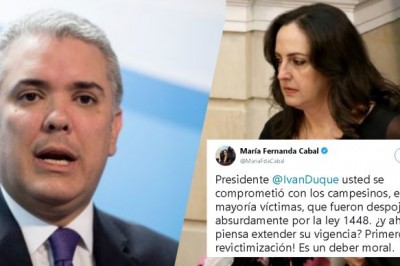 María Fernanda Cabal
@MariaFdaCabal
Presidente @IvanDuque usted se
comprometió con los campesinos, e
mayoría víctimas, que fueron despoj
absurdamente por la ley 1448. ¿y ah
piensa extender su vigencia? Primero
revictimización! Es un deber moral.